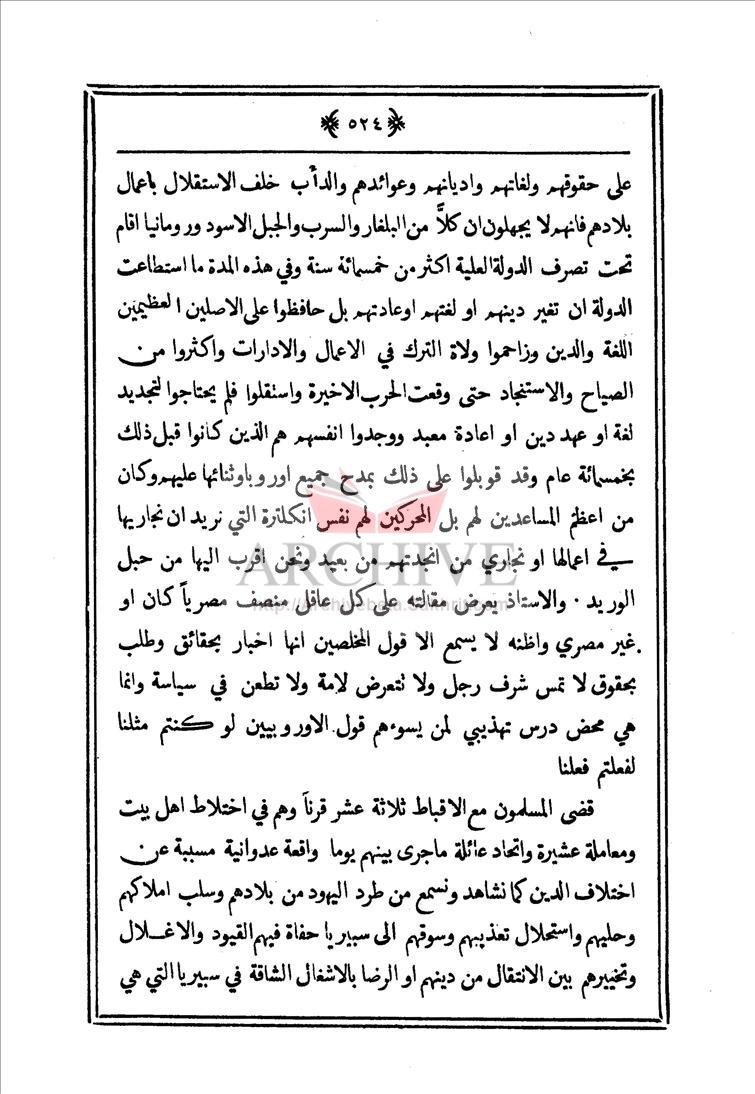 ﴿ ٥٢٤ ﴾
على حقوقهم ولغاتهم واديانهم وعوائدهم والدأب خلف الاستقلال باعمال
بلادهم فانهم لا يجهلون ان كلاًّ من البلغار والسرب والجبل الاسود ورومانيا اقام
تحت تصرف الدولة العلية اكثر من خمسمائة سنة وفي هذه المدة ما استطاعت
الدولة ان تغير دينهم او لغتهم اوعادتهم بل حافظوا على الاصلين العظيمين
اللغة والدين وزاحموا ولاة الترك في الاعمال والادارات واكثروا من
الصياح والاستنجاد حتى وقعت الحرب الاخيرة واستقلوا فلم يحتاجوا لتجديد
لغة او عهد دين او اعادة معبد ووجدوا انفسهم هم الذين كانوا قبل ذلك
بخمسمائة عام وقد قوبلوا على ذلك بمدح جميع اوروباوثنائها عليهم وكان
من اعظم المساعدين لهم بل المحركين لهم نفس انكلترة التي نريد ان نجاريها
في اعمالها او نجاري من انجدتهم من بعيد ونحن اقرب اليها من حبل
الوريد . والاستاذ يعرض مقالته على كل عاقل منصف مصرياً كان او
غير مصري واظنه لا يسمع الا قول المخلصين انها اخبار بحقائق وطلب
بحقوق لا تمس شرف رجل ولا نتعرض لامة ولا تطعن في سياسة وانما
هي محض درس تهذيبي لمن يسوءهم قول الاوروبيين لو كنتم مثلنا
لفعلتم فعلنا
قضى المسلمون مع الاقباط ثلاثة عشر قرناً وهم في اختلاط اهل بيت
ومعاملة عشيرة واتحاد عائلة ماجرى بينهم يوما واقعة عدوانية مسببة عن
اختلاف الدين كما نشاهد ونسمع من طرد اليهود من بلادهم وسلب املاكهم
وحليهم واستحلال تعذيبهم وسوقهم الى سبيريا حفاة فيهم القيود والاغلال
وتخييرهم بين الانتقال من دينهم او الرضا بالاشغال الشاقة في سبيريا التي هي
ARCHIVE